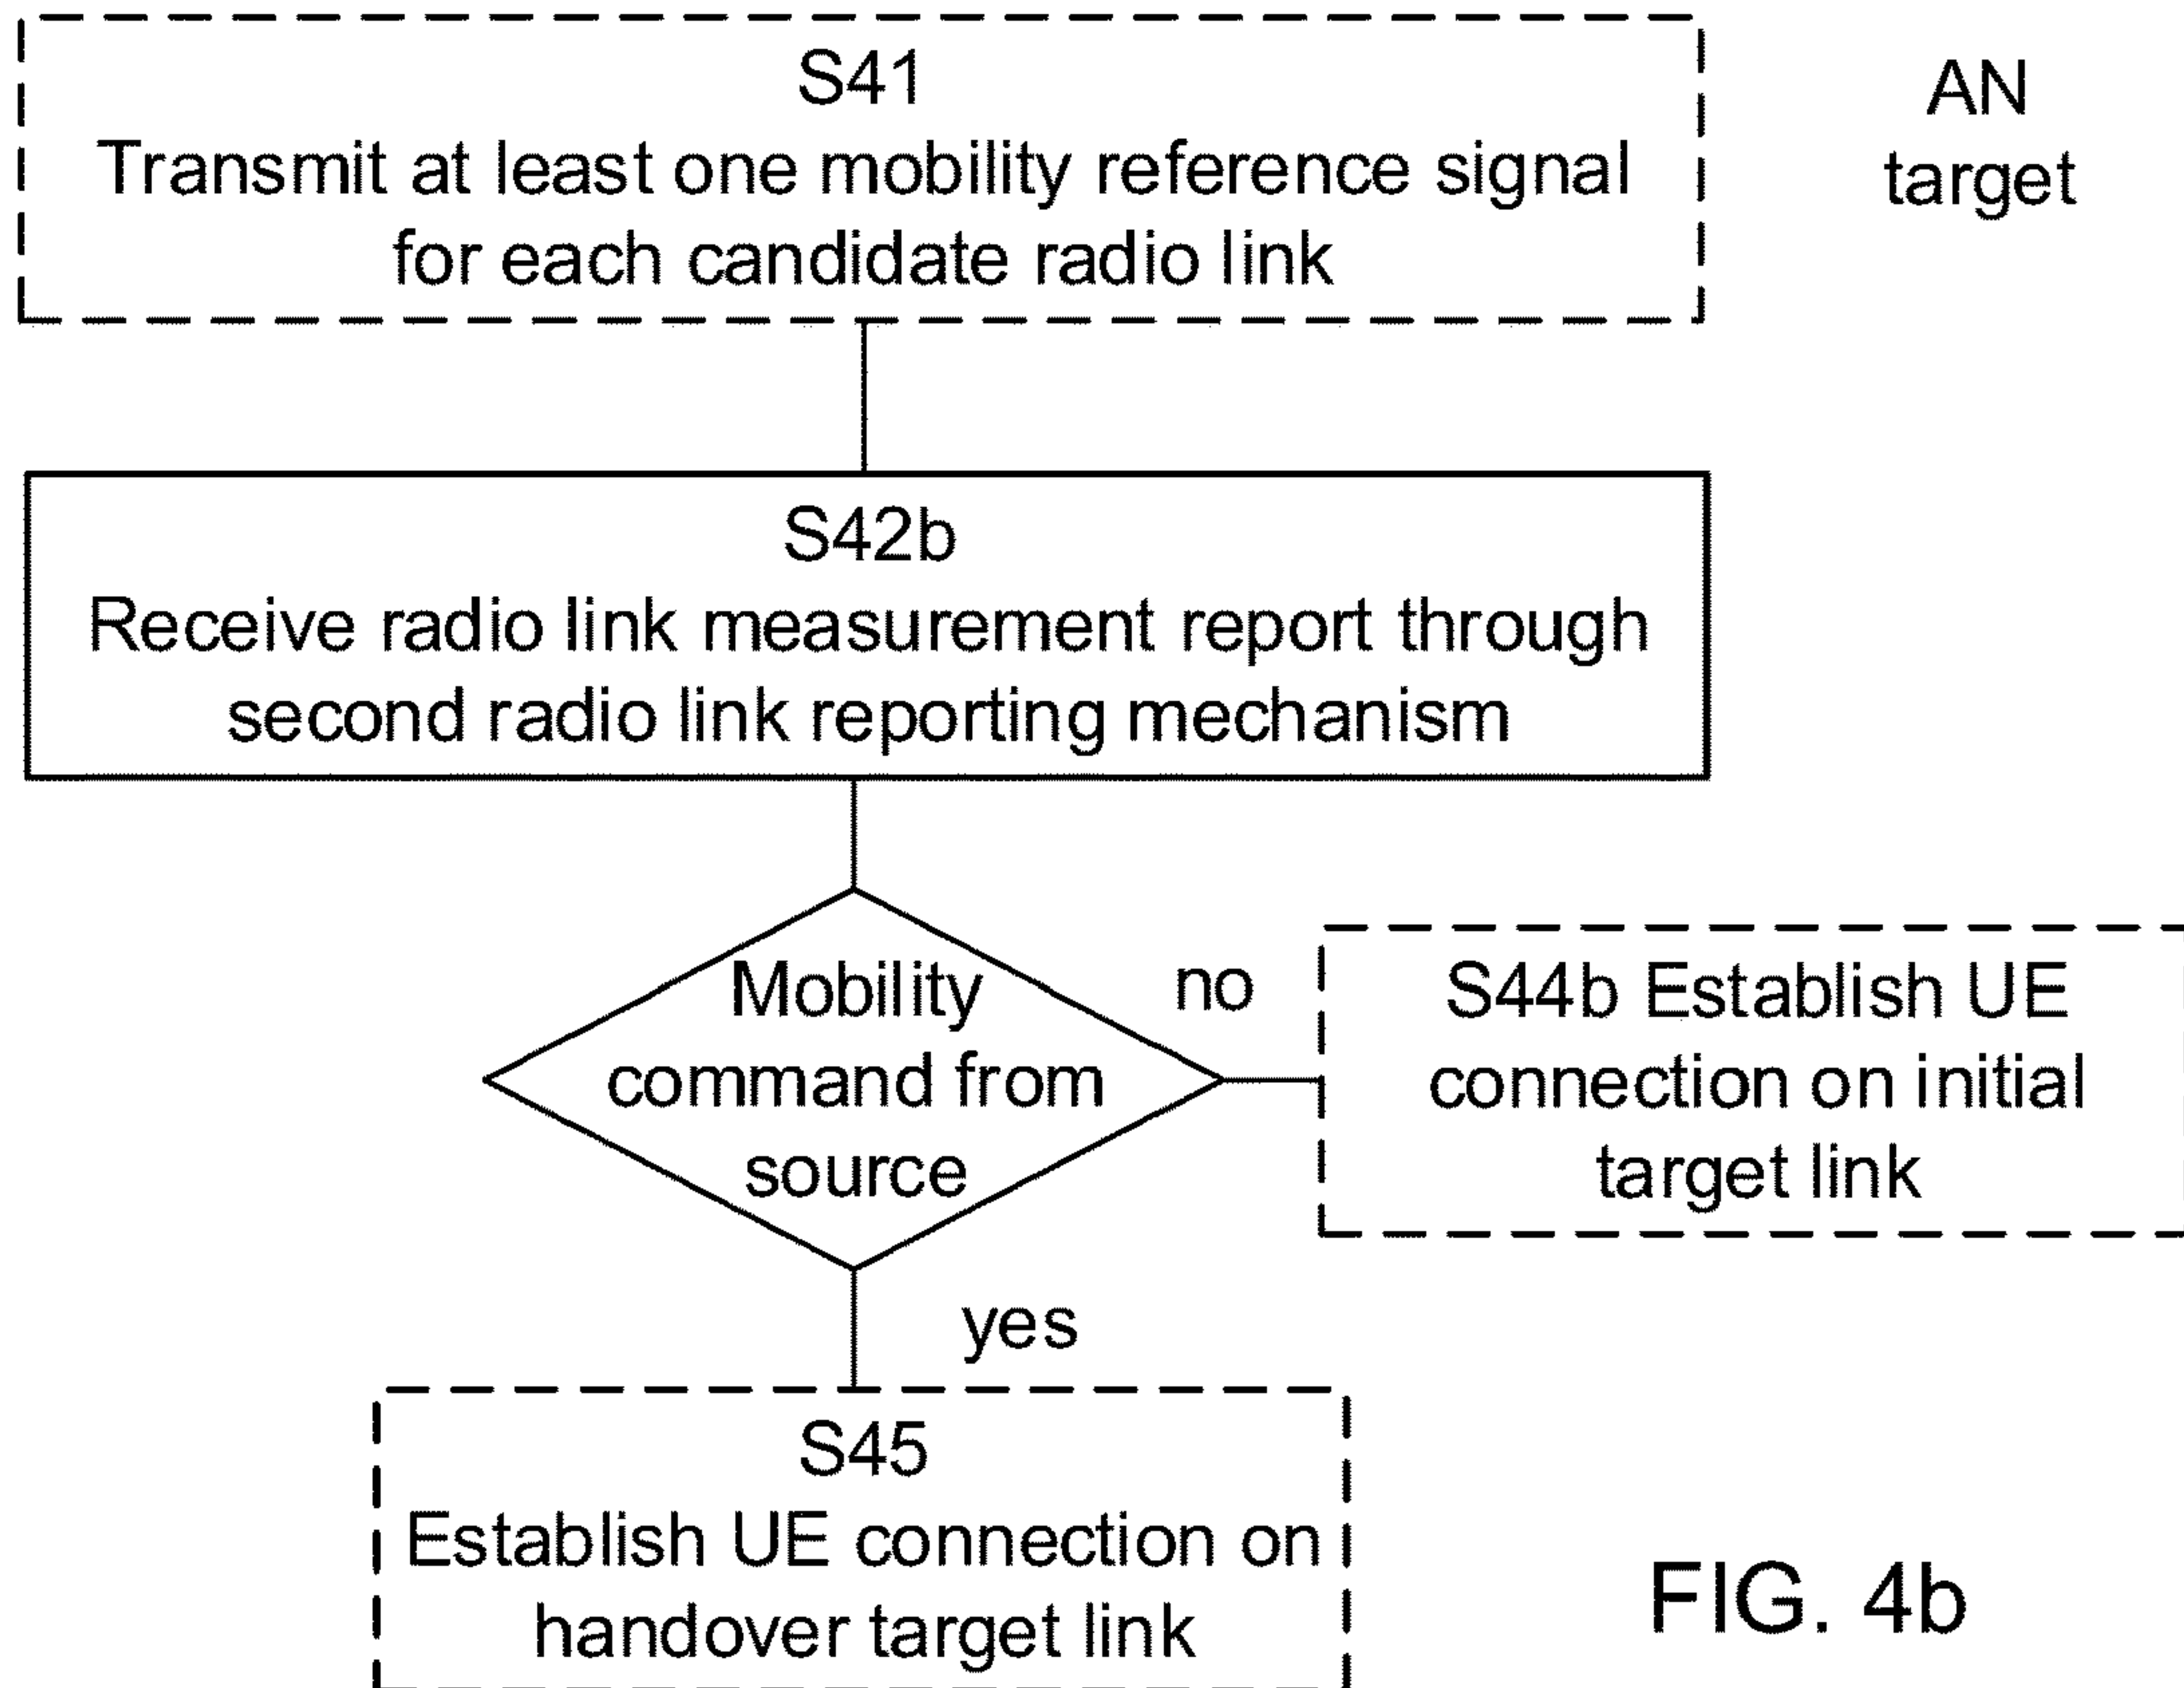 S41
Transmit at least one mobility reference signal
for each candidate radio link
AN
target
S42b
Receive radio link measurement report through
second radio link reporting mechanism
Mobility
command from
source
no
S44b Establish UE
connection on initial
target link
yes
S45
Establish UE connection on
handover target link
FIG. 4b